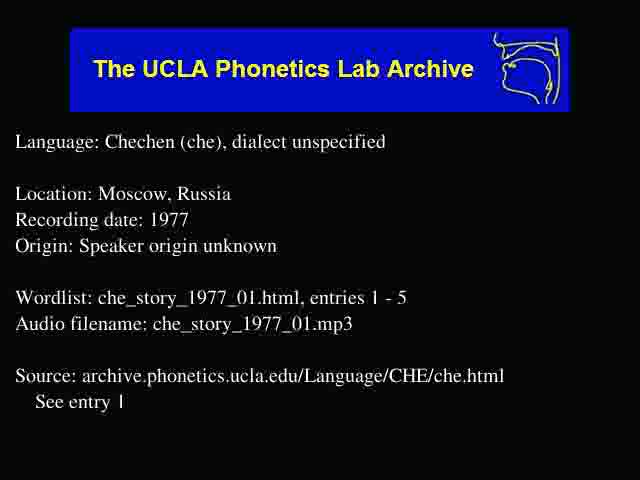 The UCLA Phonetics Lab Archive
Language: Chechen (che), dialect unspecified
Location: Moscow, Russia
Recording date: 1977
Origin: Speaker origin unknown
Wordlist: che_story_1977_01.html, entries 1 - 5
Audio filename: che_story_1977_01.mp3
Source: archive.phonetics.ucla.edu/Language/CHE/che.html
See entry 1